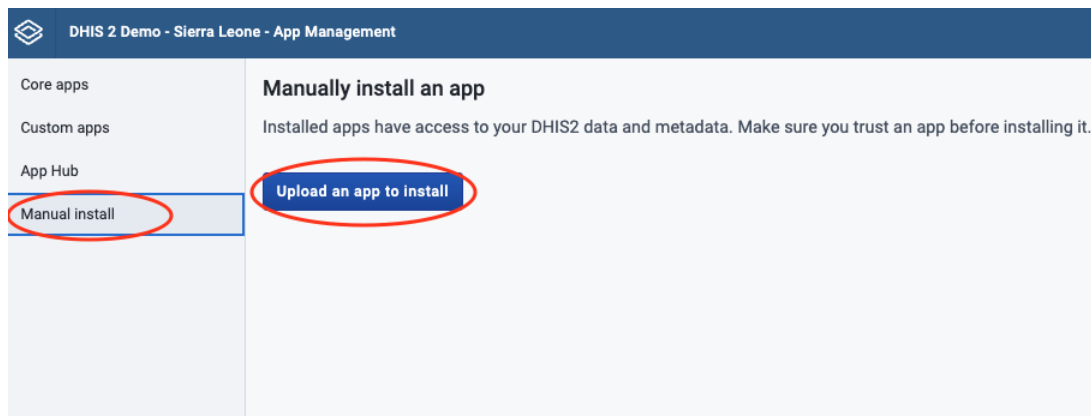 DHIS 2 Demo - Sierra Leone - App Management
Core apps
Custom apps
App Hub
Manual install
Manually install an app
Installed apps have access to your DHIS2 data and metadata. Make sure you trust an app before installing it.
Upload an app to install